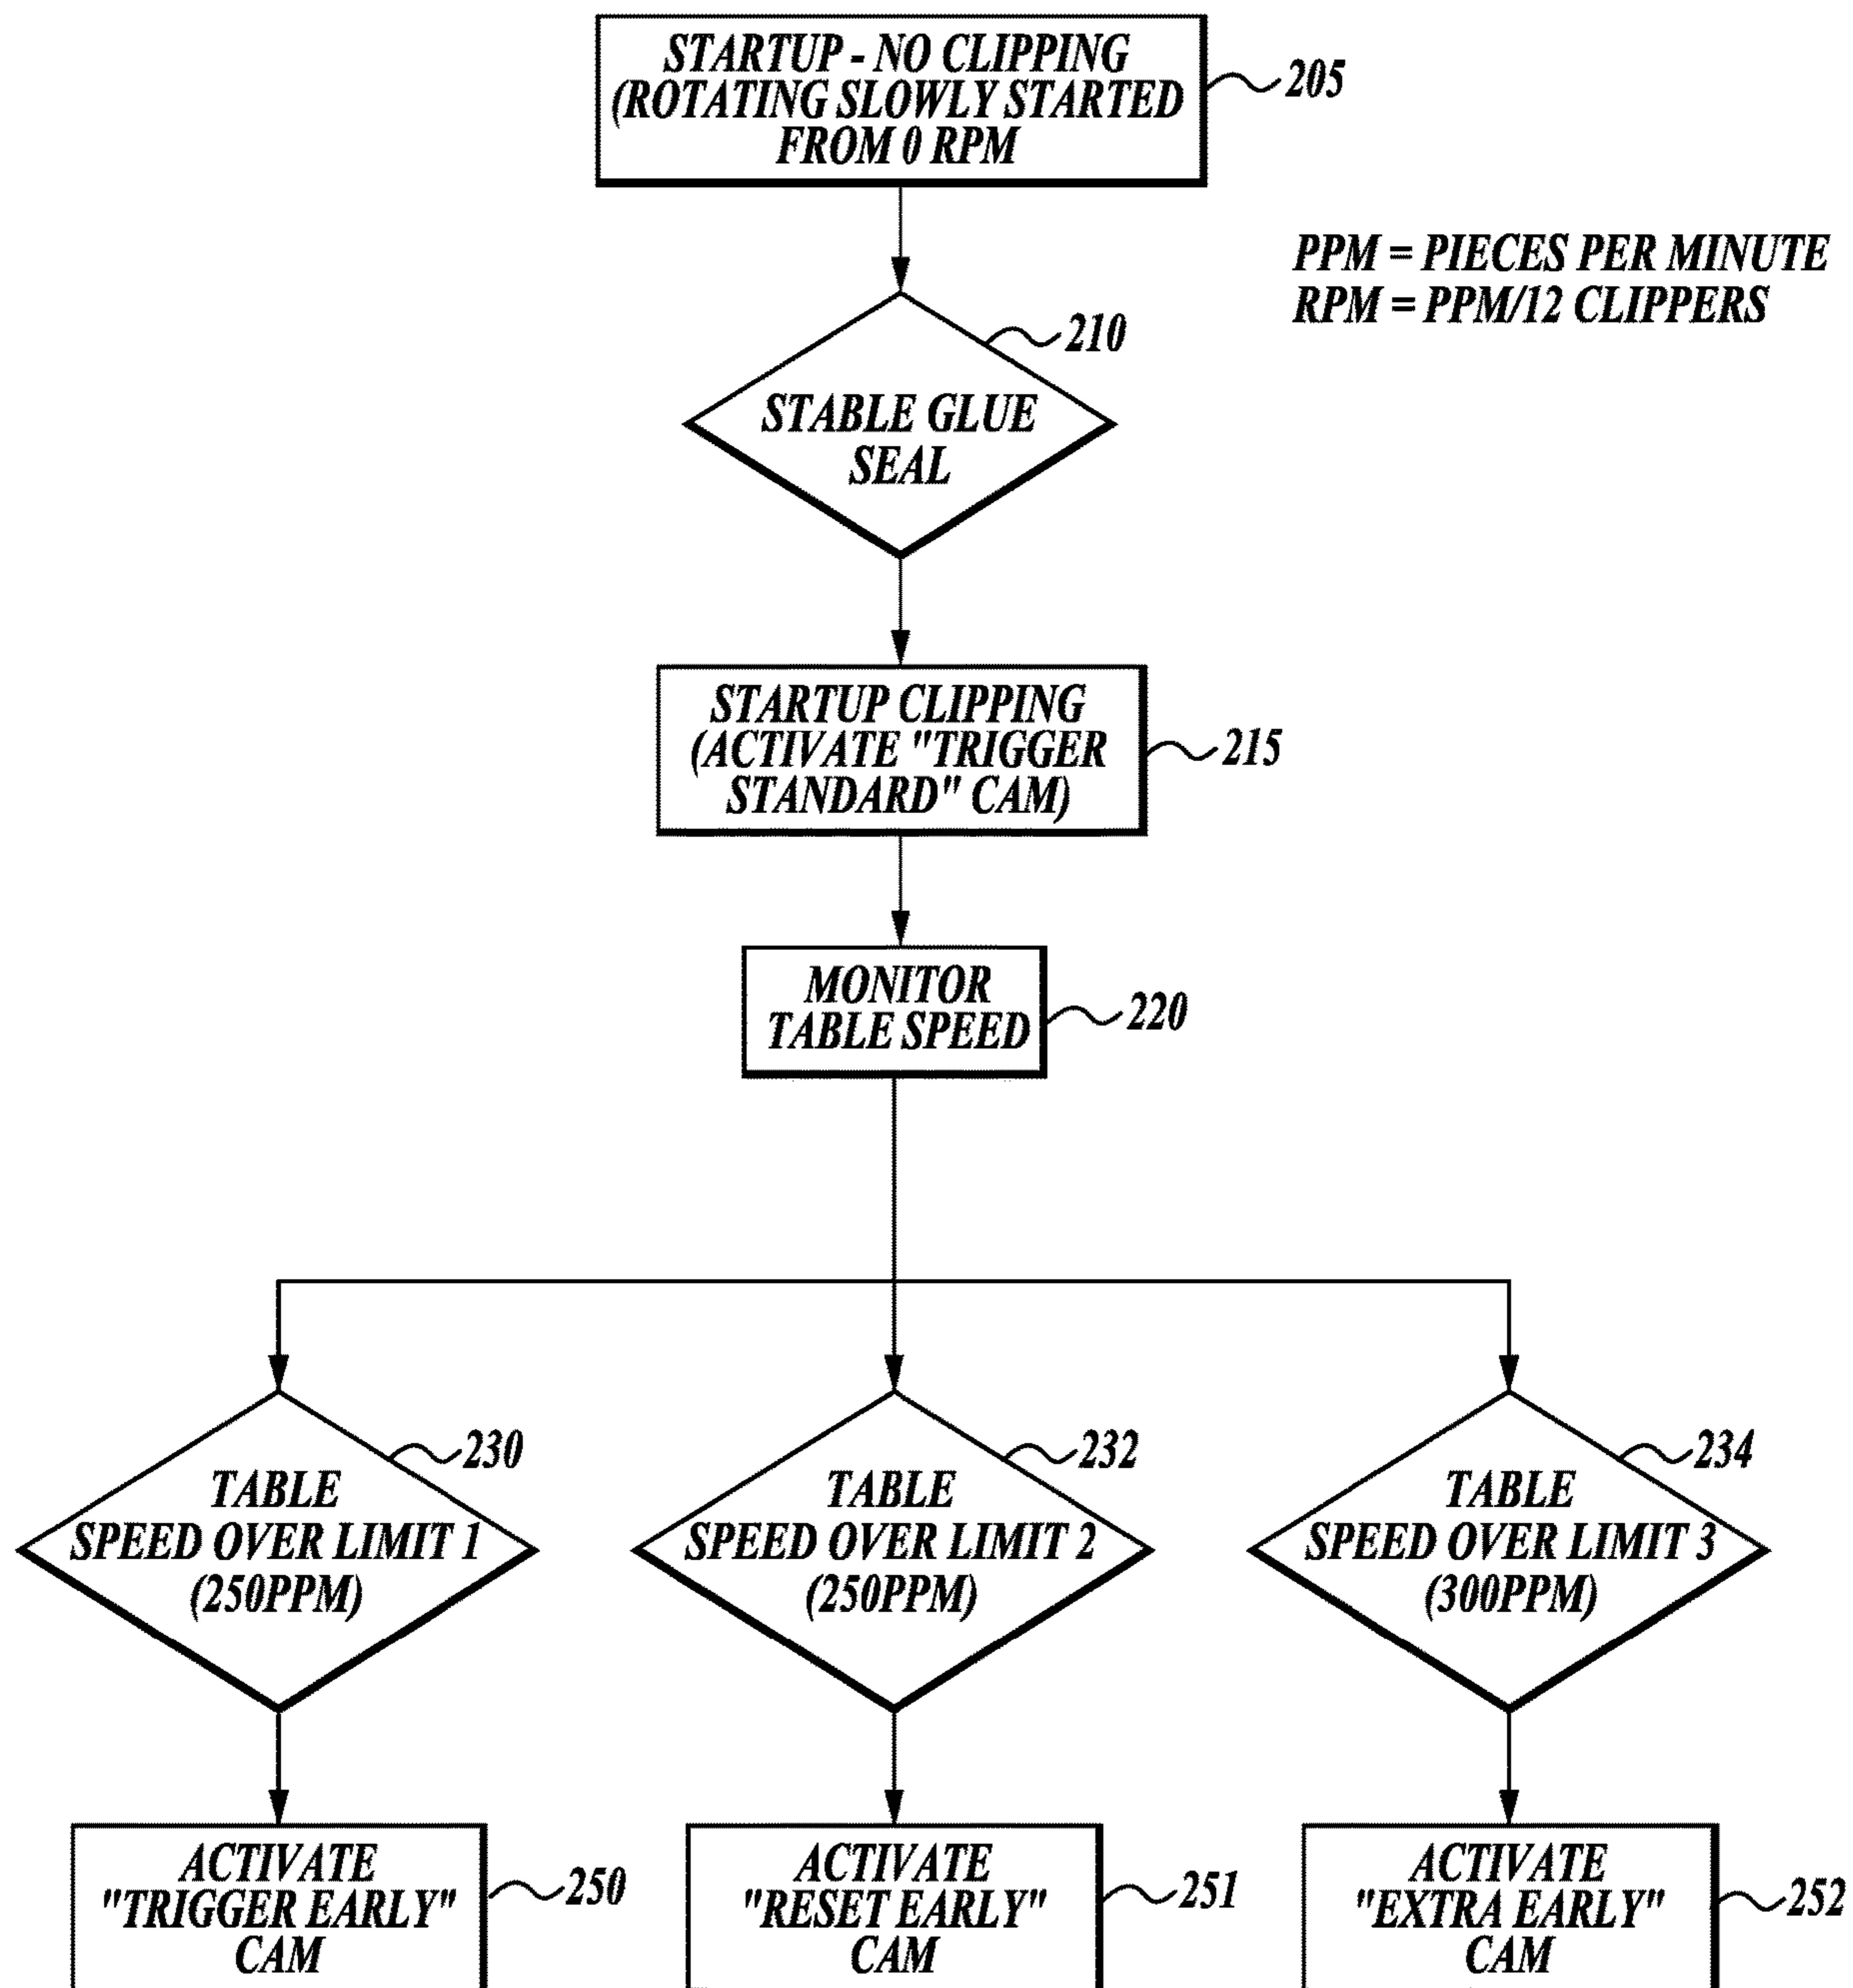 STARTUP - NO CLIPPING
(ROTATING SLOWLY STARTED
FROM 0 RPM
205
PPM = PIECES PER MINUTE
RPM = PPM/12 CLIPPERS
210
STABLE GLUE
SEAL
STARTUP CLIPPING
(ACTIVATE "TRIGGER
STANDARD" CAM)
215
MONITOR
TABLE SPEED
220
230
TABLE
SPEED OVER LIMIT 1
(250PPM)
232
TABLE
SPEED OVER LIMIT 2
(250PPM)
234
TABLE
SPEED OVER LIMIT 3
(300PPM)
ACTIVATE
"TRIGGER EARLY"
CAM
250
ACTIVATE
"RESET EARLY"
CAM
251
ACTIVATE
"EXTRA EARLY"
CAM
252